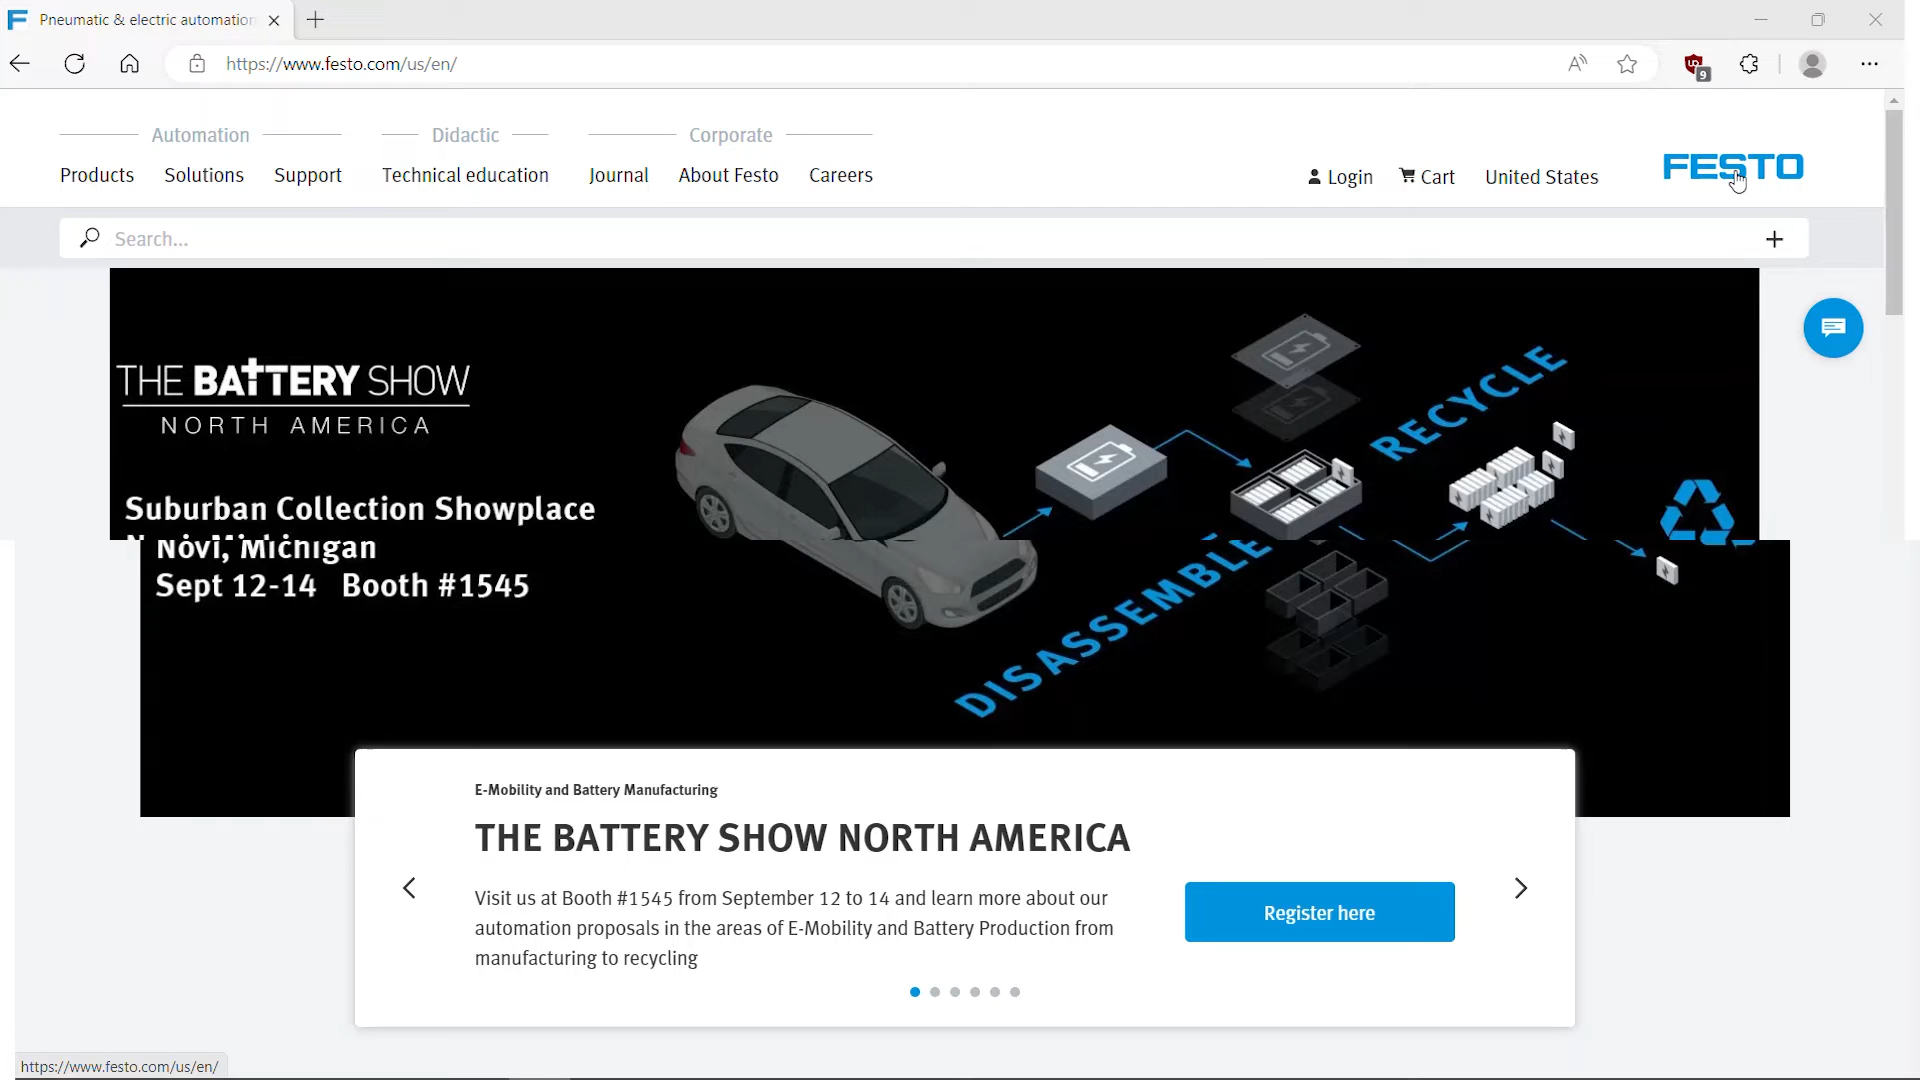 Pneumatic & electric automation
https://www.festo.com/us/en/
9
Automation
Didactic
Corporate
Products
Solutions
Support
Technical education
Journal
About Festo
Careers
Login
Cart
United States
FESTO
Search...
THE BATTERY SHOW
NORTH AMERICA
Suburban Collection Showplace
Novi, Michigan
Sept 12-14 Booth #1545
RECYCLE
DISASSEMBLE
E-Mobility and Battery Manufacturing
THE BATTERY SHOW NORTH AMERICA
Visit us at Booth #1545 from September 12 to 14 and learn more about our
automation proposals in the areas of E-Mobility and Battery Production from
manufacturing to recycling
Register here
https://www.festo.com/us/en/